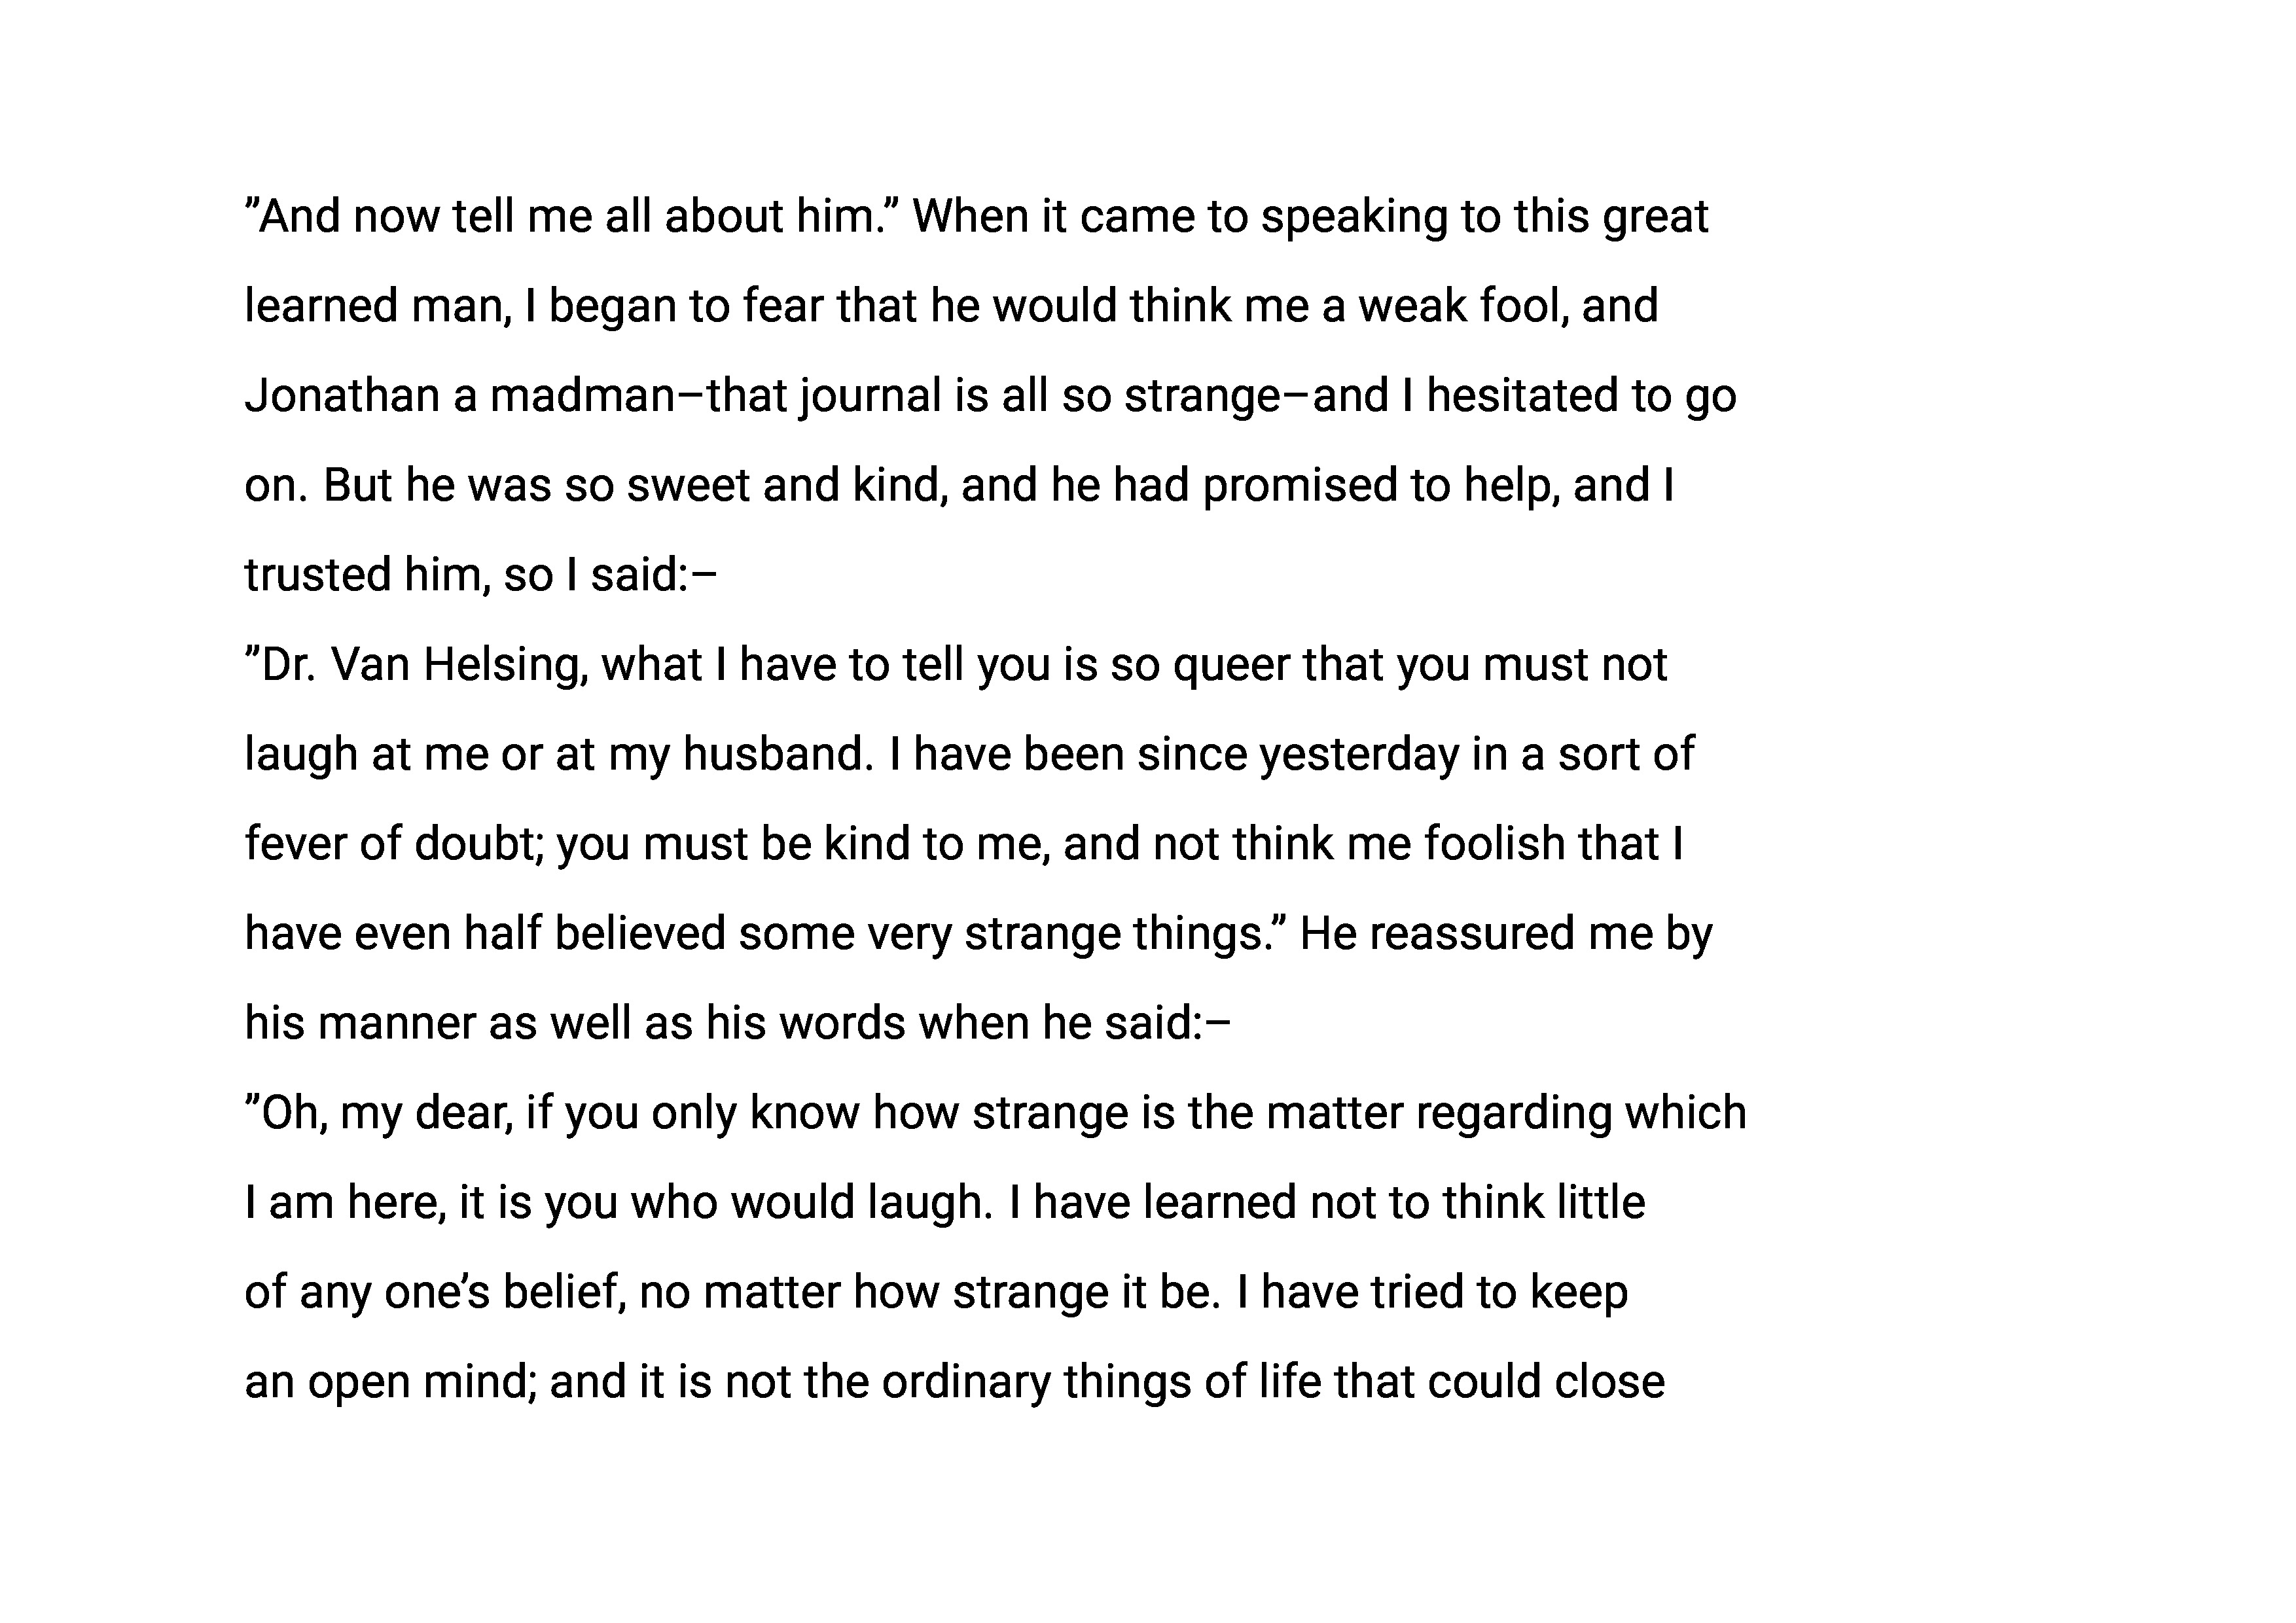 ”And now tell me all about him.” When it came to speaking to this great
learned man, I began to fear that he would think me a weak fool, and
Jonathan a madman–that journal is all so strange–and I hesitated to go
on. But he was so sweet and kind, and he had promised to help, and I
trusted him, so I said:–
”Dr. Van Helsing, what I have to tell you is so queer that you must not
laugh at me or at my husband. I have been since yesterday in a sort of
fever of doubt; you must be kind to me, and not think me foolish that I
have even half believed some very strange things.” He reassured me by
his manner as well as his words when he said:–
”Oh, my dear, if you only know how strange is the matter regarding which
I am here, it is you who would laugh. I have learned not to think little
of any one’s belief, no matter how strange it be. I have tried to keep
an open mind; and it is not the ordinary things of life that could close